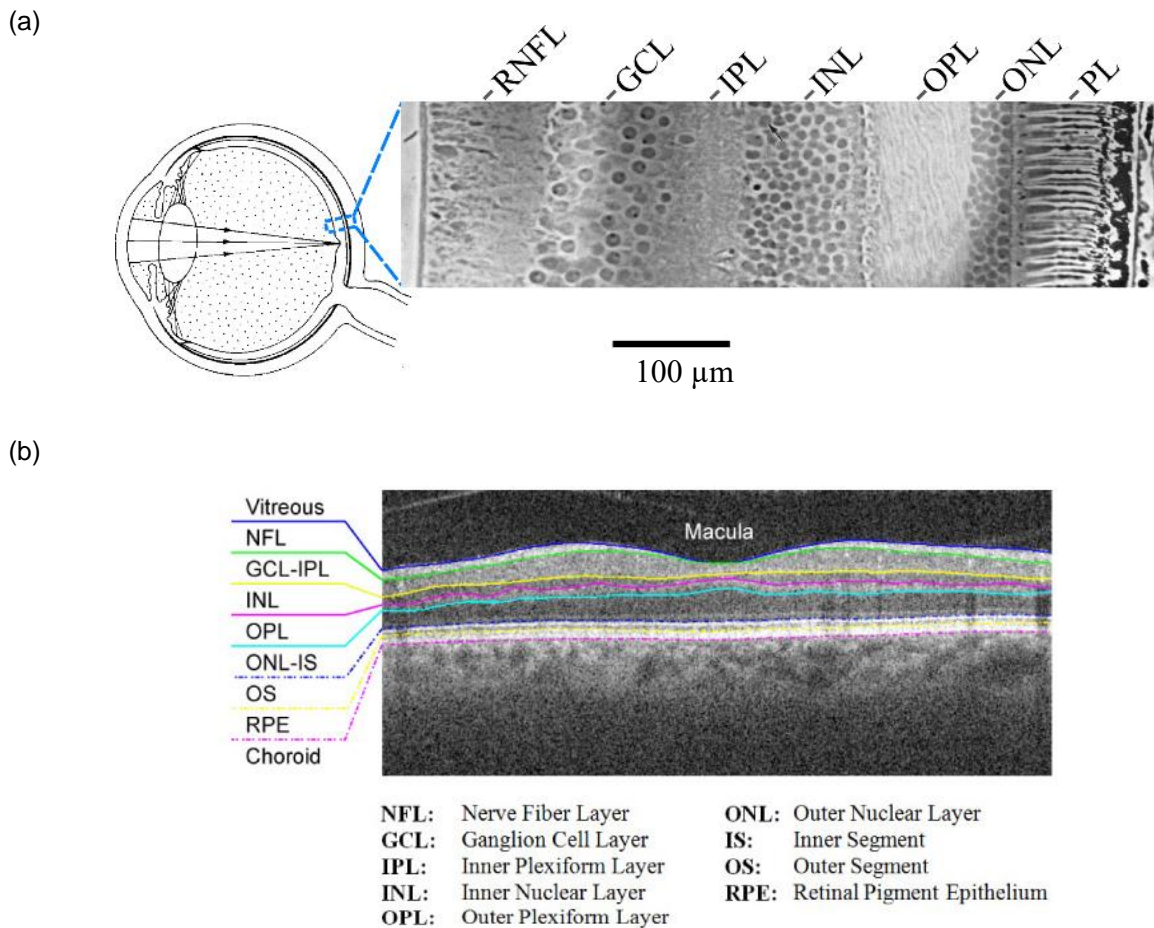 (a)
RNFL GCL IPL INL OPL ONL PL
100 µm
(b)
Vitreous
NFL
GCL-IPL
INL
OPL
ONL-IS
OS
RPE
Choroid
Macula
NFL: Nerve Fiber Layer
GCL: Ganglion Cell Layer
IPL: Inner Plexiform Layer
INL: Inner Nuclear Layer
OPL: Outer Plexiform Layer
ONL: Outer Nuclear Layer
IS: Inner Segment
OS: Outer Segment
RPE: Retinal Pigment Epithelium